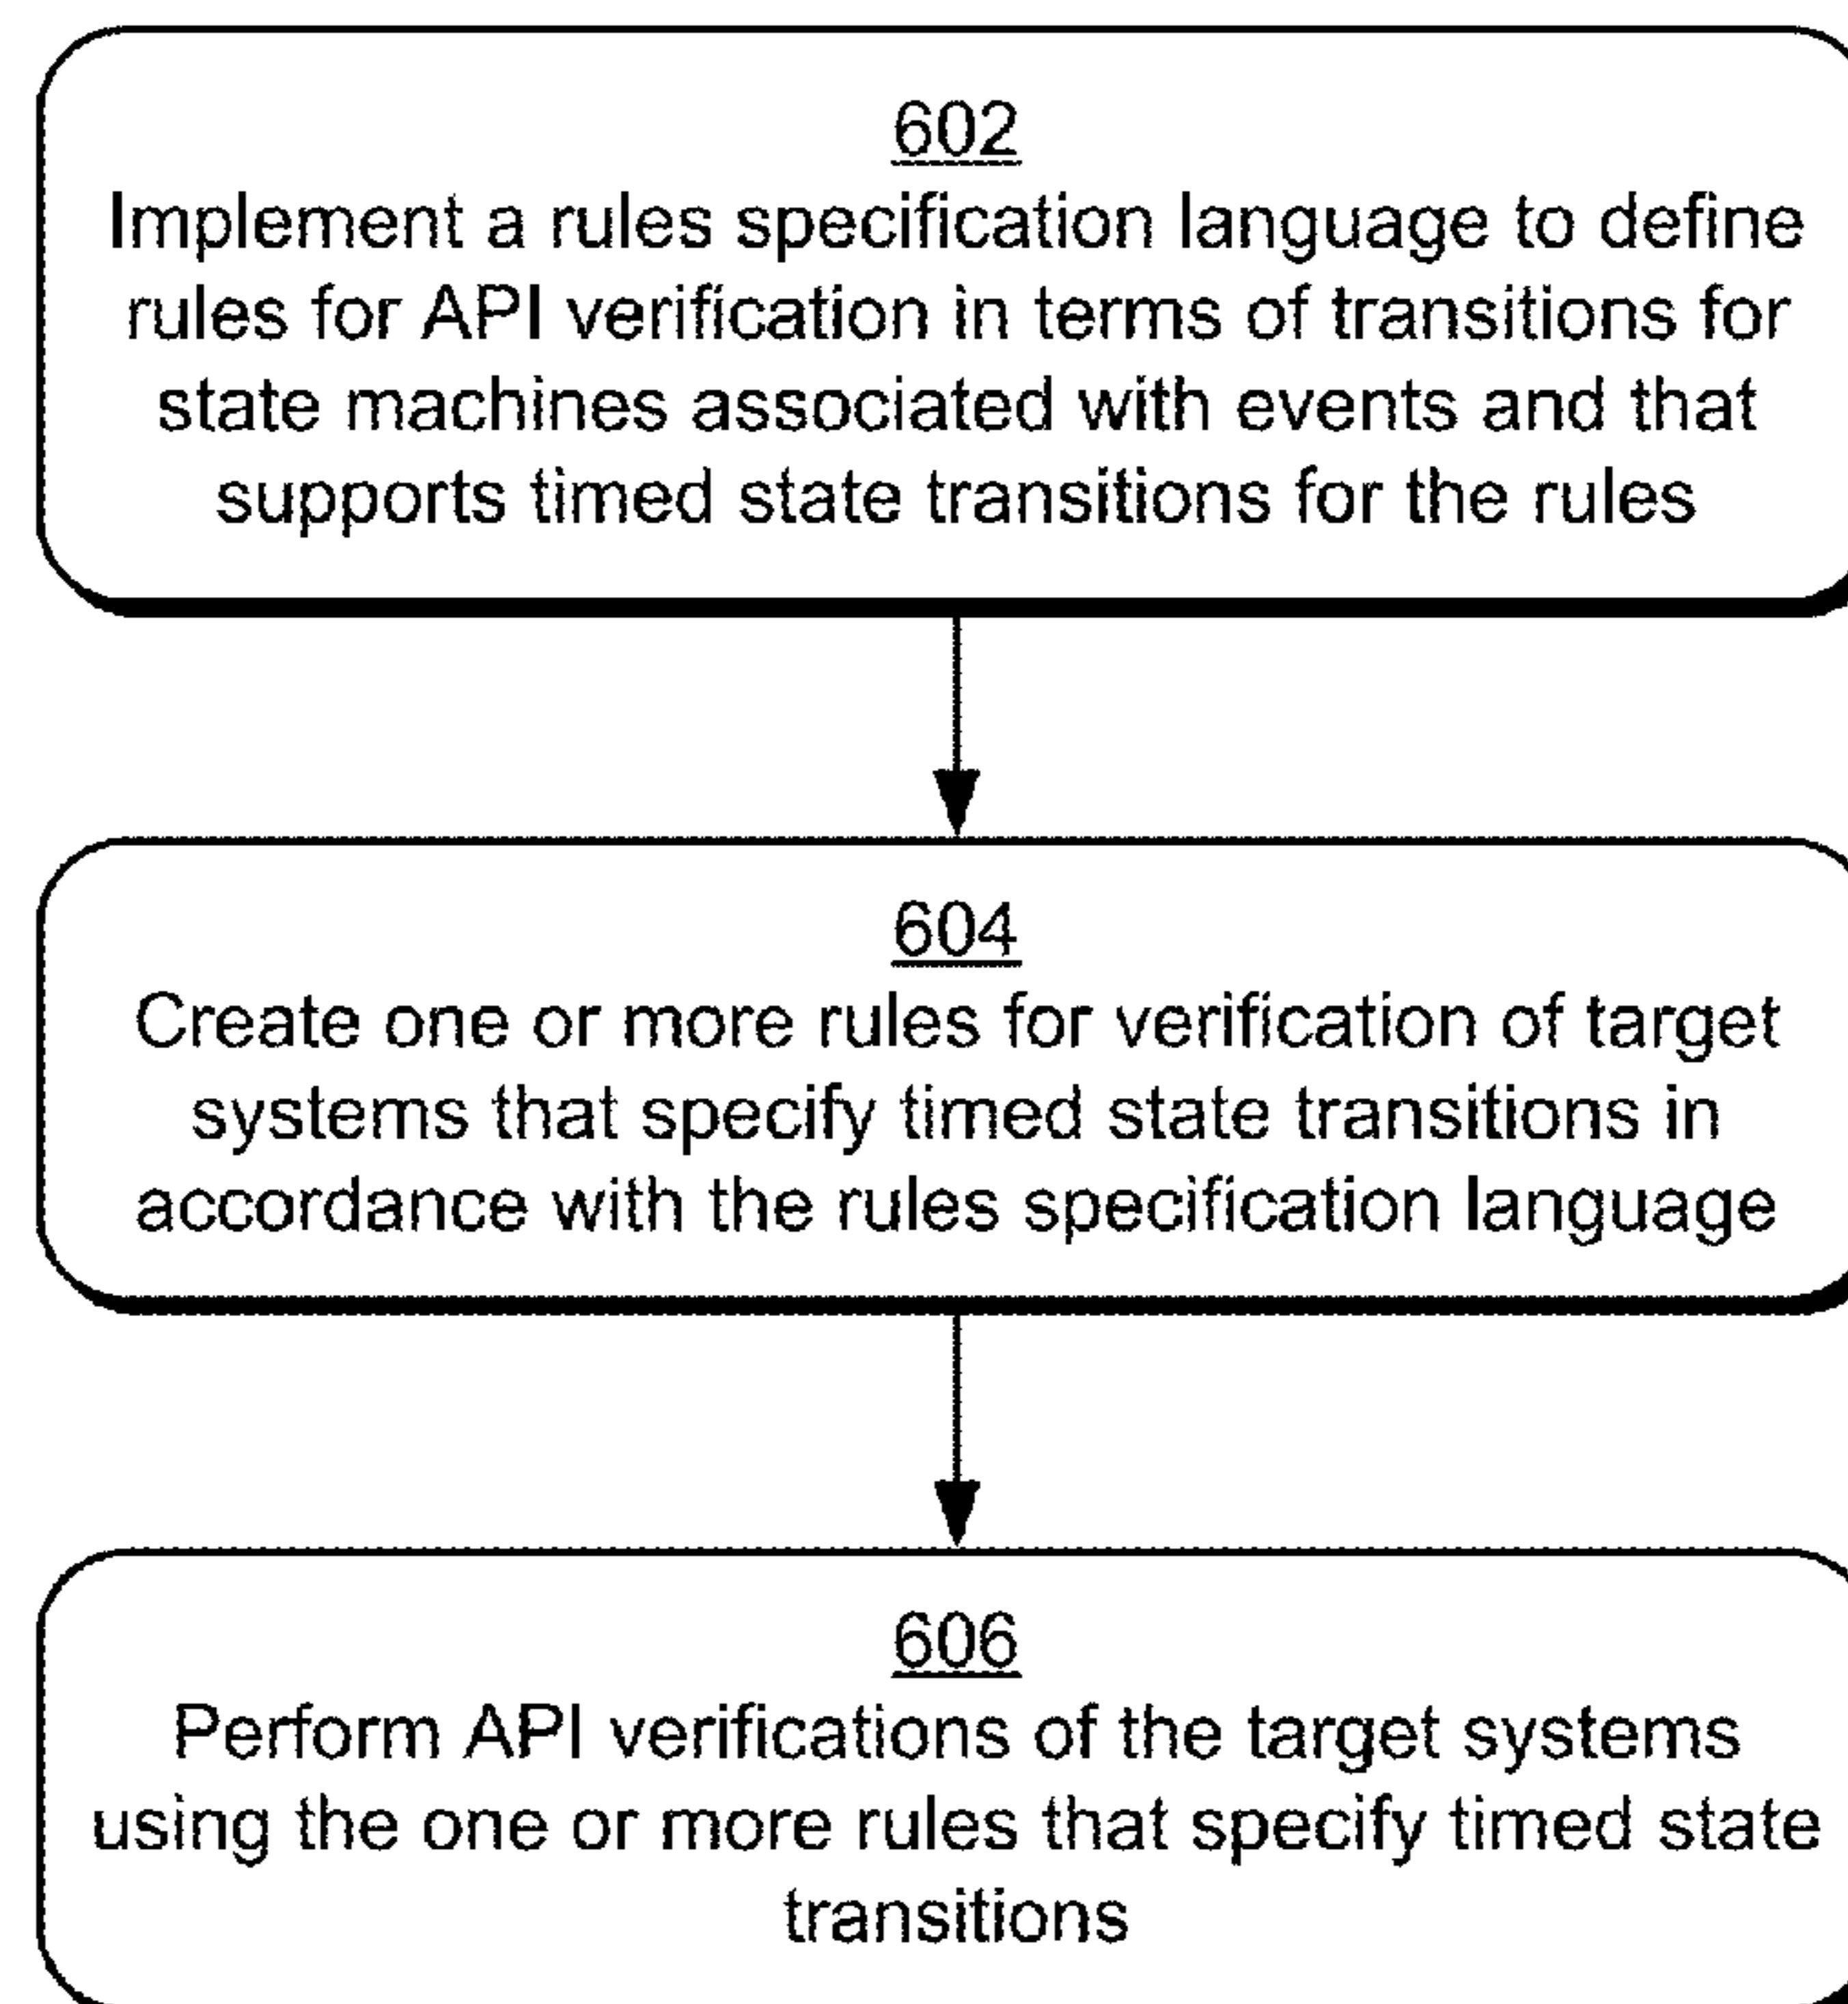 602
Implement a rules specification language to define
rules for API verification in terms of transitions for
state machines associated with events and that
supports timed state transitions for the rules
604
Create one or more rules for verification of target
systems that specify timed state transitions in
accordance with the rules specification language
606
Perform API verifications of the target systems
using the one or more rules that specify timed state
transitions